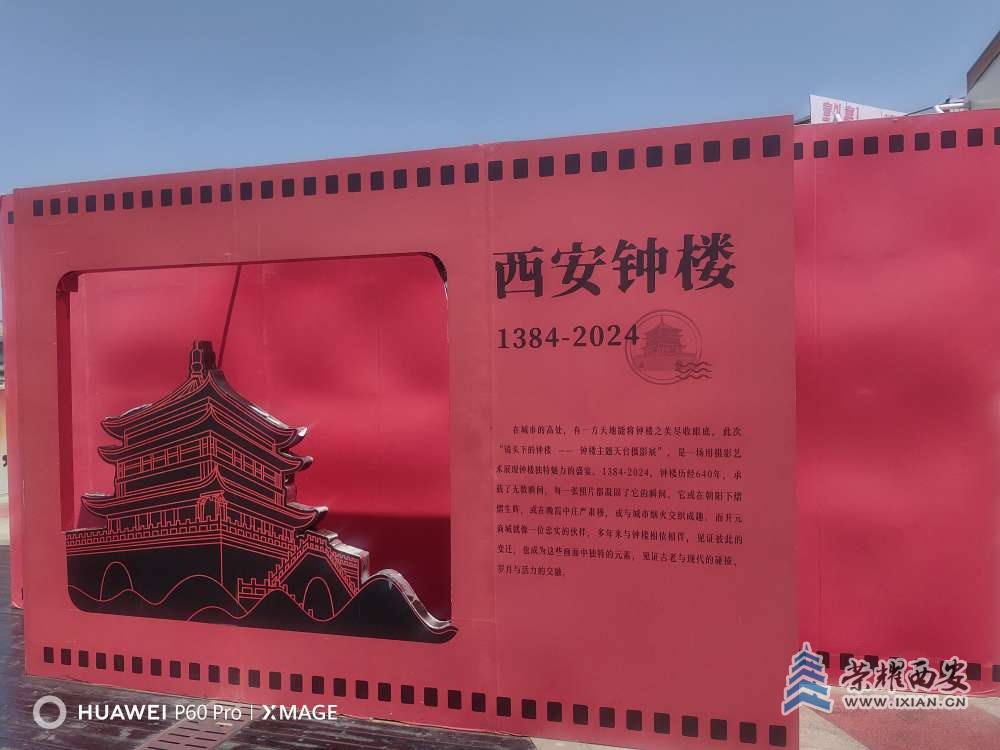 西安钟楼
1384-2024
在城市的高处，有一方天地能将钟楼之美尽收眼底。此次
“镜头下的钟楼 —— 钟楼主题天台摄影展”，是一场用摄影艺
术展现钟楼独特魅力的盛宴。1384-2024，钟楼历经640年，承
载了无数瞬间，每一张照片都凝固了它的瞬间。它或在朝阳下熠
熠生辉，或在晚霞中庄严肃穆，或与城市烟火交织成趣。而开元
商城就像一位忠实的伙伴，多年来与钟楼相依相伴，见证彼此的
变迁，也成为这些画面中独特的元素，见证古老与现代的碰撞、
岁月与活力的交融。
HUAWEI P60 Pro | XMAGE
荣耀西安
WWW.IXIAN.CN